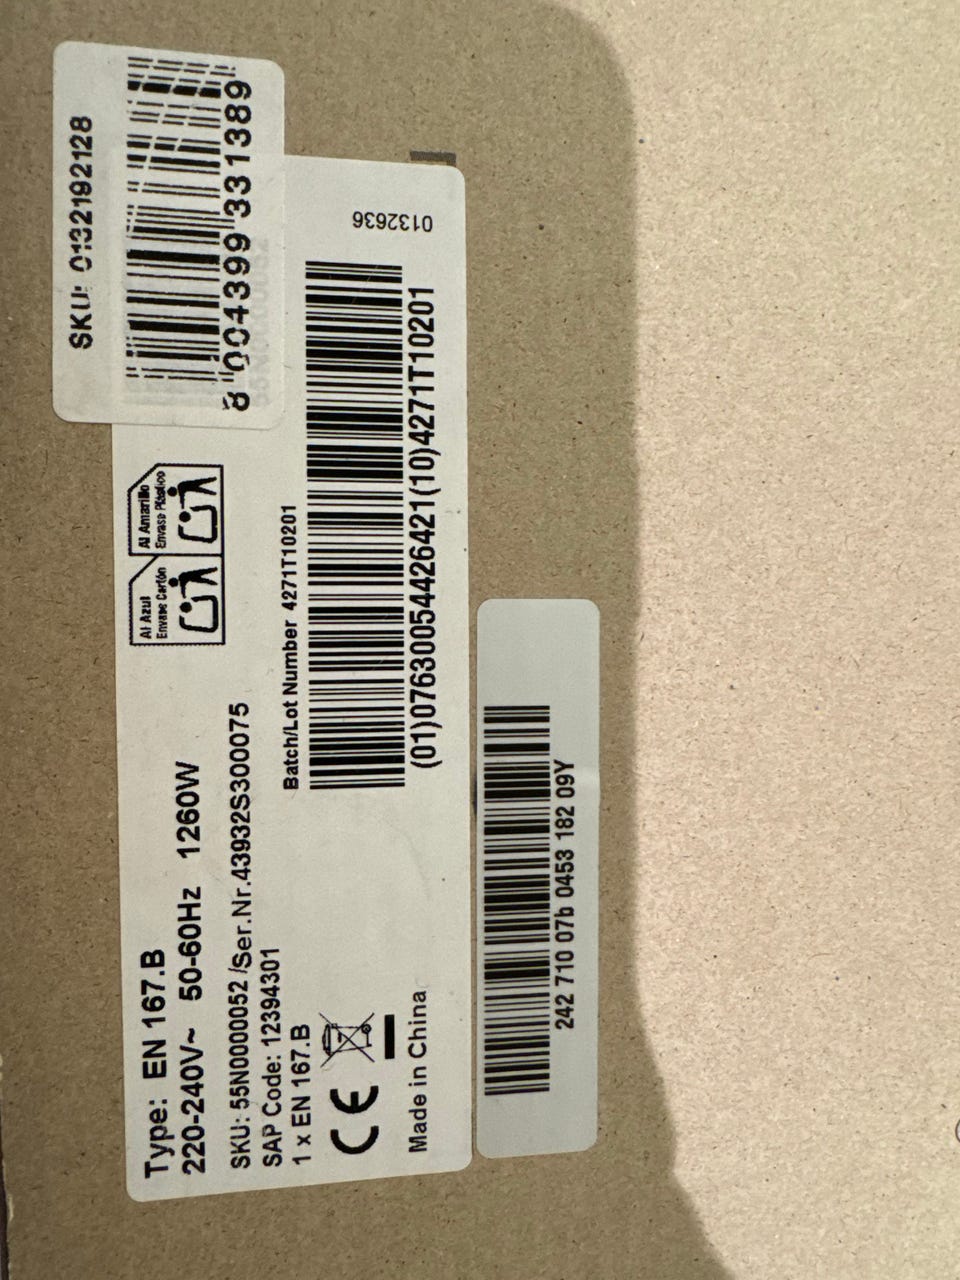 SKU: 0132192128
8 004399 331389
Type: EN 167.B
220-240V~ 50-60Hz 1260W
SKU: 55N0000052 /Ser.Nr.43932S300075
SAP Code: 12394301
1 x EN 167.B
CE
Made in China
Al Azul
Envase Cartón
Al Amarillo
Envase Plástico
Batch/Lot Number 4271T10201
(01)07630054426421(10)4271T10201
0132636
242 710 07b 0453 182 09Y